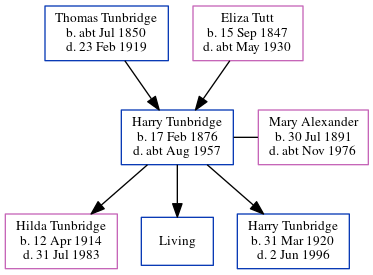 Thomas Tunbridge
b. abt Jul 1850
d. 23 Feb 1919
Eliza Tutt
b. 15 Sep 1847
d. abt May 1930
Harry Tunbridge
b. 17 Feb 1876
d. abt Aug 1957
Mary Alexander
b. 30 Jul 1891
d. abt Nov 1976
Hilda Tunbridge
b. 12 Apr 1914
d. 31 Jul 1983
Living
Harry Tunbridge
b. 31 Mar 1920
d. 2 Jun 1996